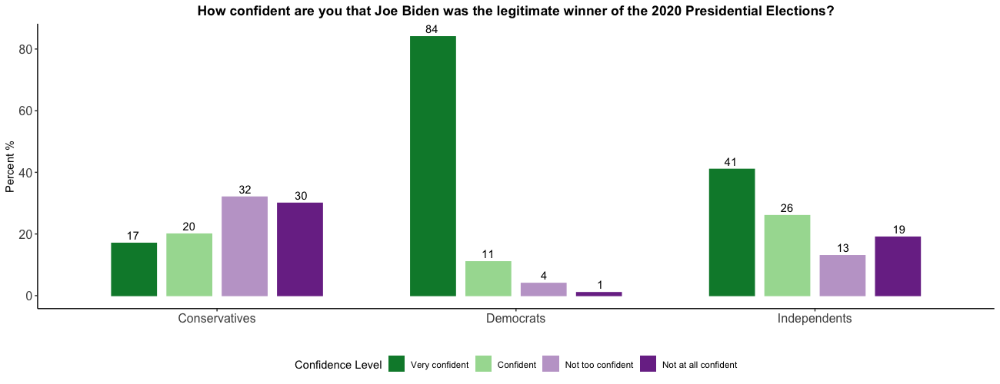 How confident are you that Joe Biden was the legitimate winner of the 2020 Presidential Elections?
Percent %
80
60
40
20
0
17
20
32
30
84
11
4
1
41
26
13
19
Conservatives
Democrats
Independents
Confidence Level Very confident Confident Not too confident Not at all confident